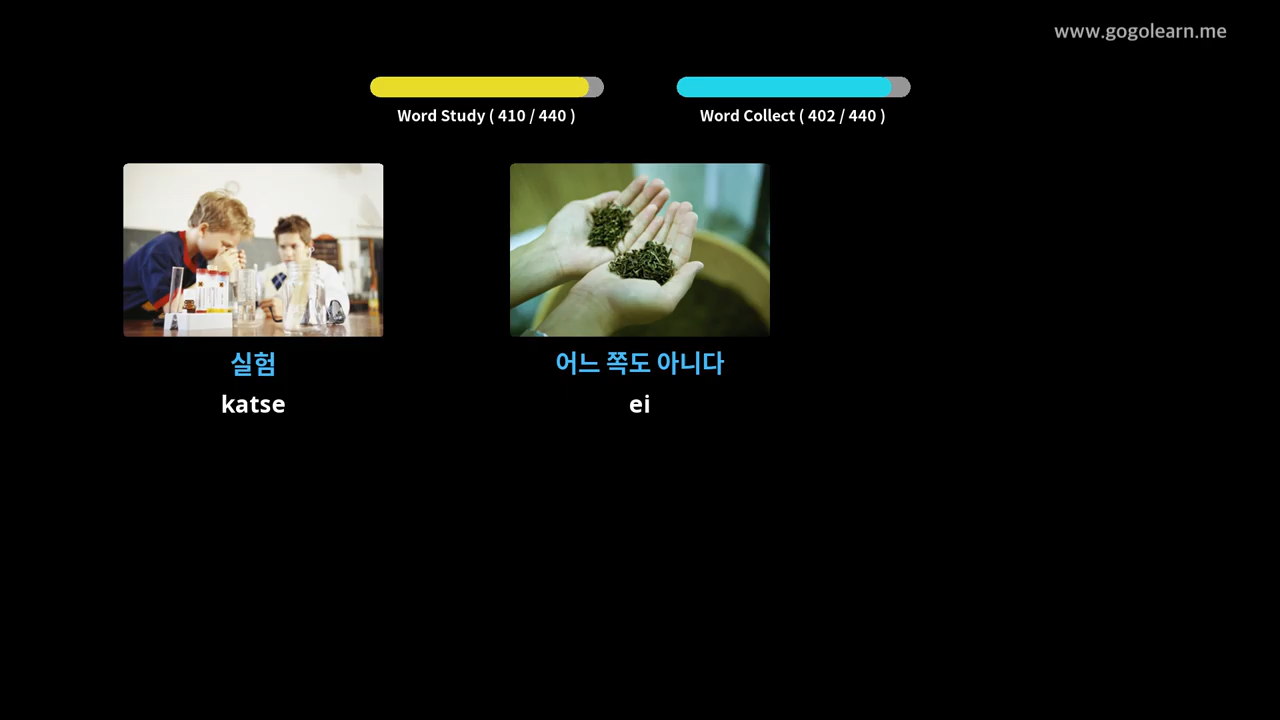 www.gogolearn.me
Word Study ( 410 / 440 )
Word Collect ( 402 / 440 )
실험
katse
어느 쪽도 아니다
ei